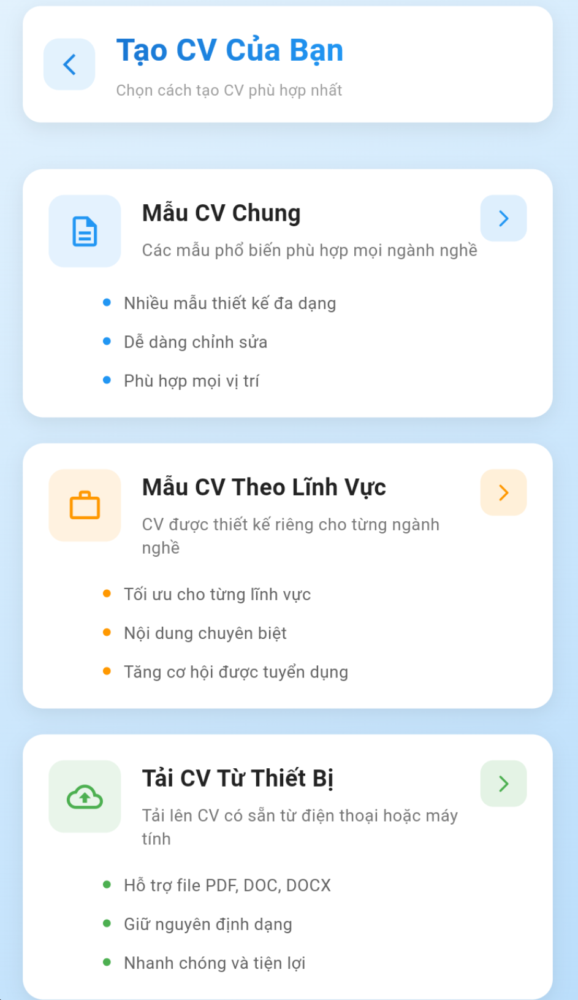 Tạo CV Của Bạn
Chọn cách tạo CV phù hợp nhất
Mẫu CV Chung
Các mẫu phổ biến phù hợp mọi ngành nghề
Nhiều mẫu thiết kế đa dạng
Dễ dàng chỉnh sửa
Phù hợp mọi vị trí
Mẫu CV Theo Lĩnh Vực
CV được thiết kế riêng cho từng ngành
nghề
Tối ưu cho từng lĩnh vực
Nội dung chuyên biệt
Tăng cơ hội được tuyển dụng
Tải CV Từ Thiết Bị
Tải lên CV có sẵn từ điện thoại hoặc máy
tính
Hỗ trợ file PDF, DOC, DOCX
Giữ nguyên định dạng
Nhanh chóng và tiện lợi